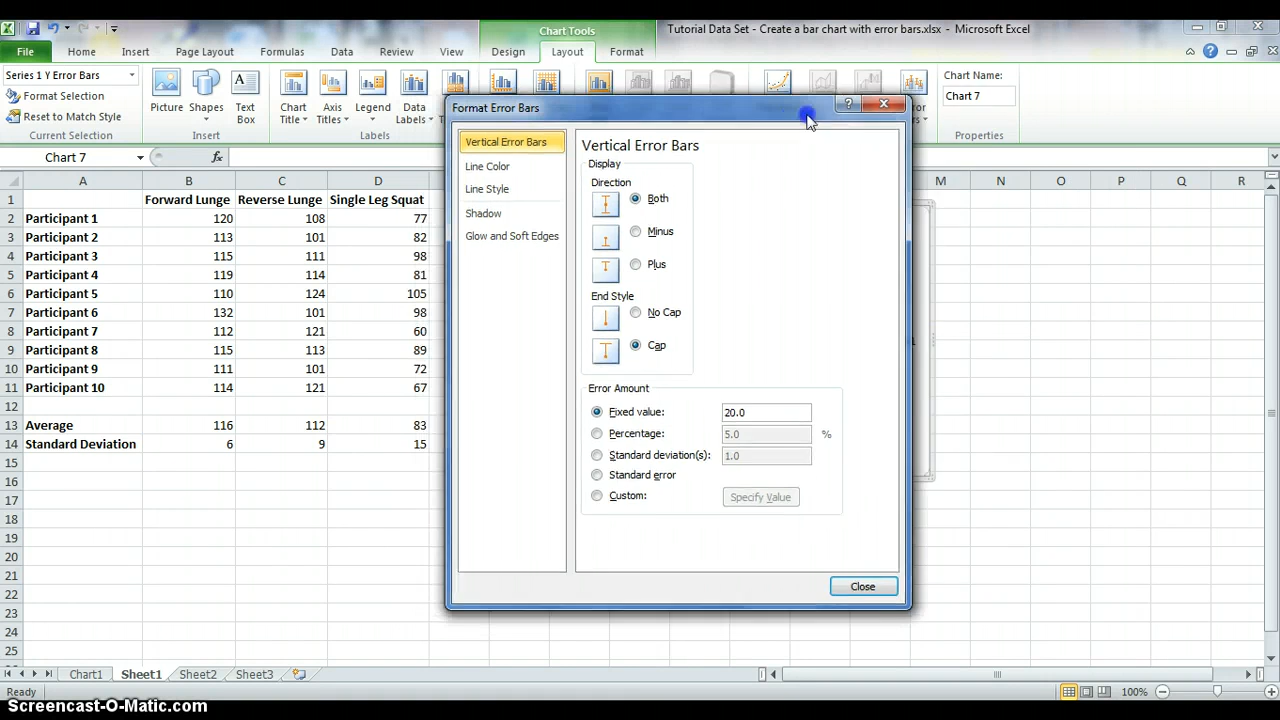 Chart Tools
Tutorial Data Set - Create a bar chart with error bars.xlsx - Microsoft Excel
File Home Insert Page Layout Formulas Data Review View Design Layout Format
Series 1 Y Error Bars
Format Selection
Reset to Match Style
Current Selection
Picture Shapes Text Box
Insert
Chart Title Axis Titles Legend Data Labels
Labels
Chart Name:
Chart 7
Properties
Chart 7 fx
A B C D M N O P Q R
1 Forward Lunge Reverse Lunge Single Leg Squat
2 Participant 1 120 108 77
3 Participant 2 113 101 82
4 Participant 3 115 111 98
5 Participant 4 119 114 81
6 Participant 5 110 124 105
7 Participant 6 132 101 98
8 Participant 7 112 121 60
9 Participant 8 115 113 89
10 Participant 9 111 101 72
11 Participant 10 114 121 67
12
13 Average 116 112 83
14 Standard Deviation 6 9 15
15
16
17
18
19
20
21
22
23
24
25
Format Error Bars
Vertical Error Bars
Line Color
Line Style
Shadow
Glow and Soft Edges
Vertical Error Bars
Display
Direction
Both
Minus
Plus
End Style
No Cap
Cap
Error Amount
Fixed value: 20.0
Percentage: 5.0 %
Standard deviation(s): 1.0
Standard error
Custom: Specify Value
Close
Chart1 Sheet1 Sheet2 Sheet3
Ready 100%
Screencast-O-Matic.com